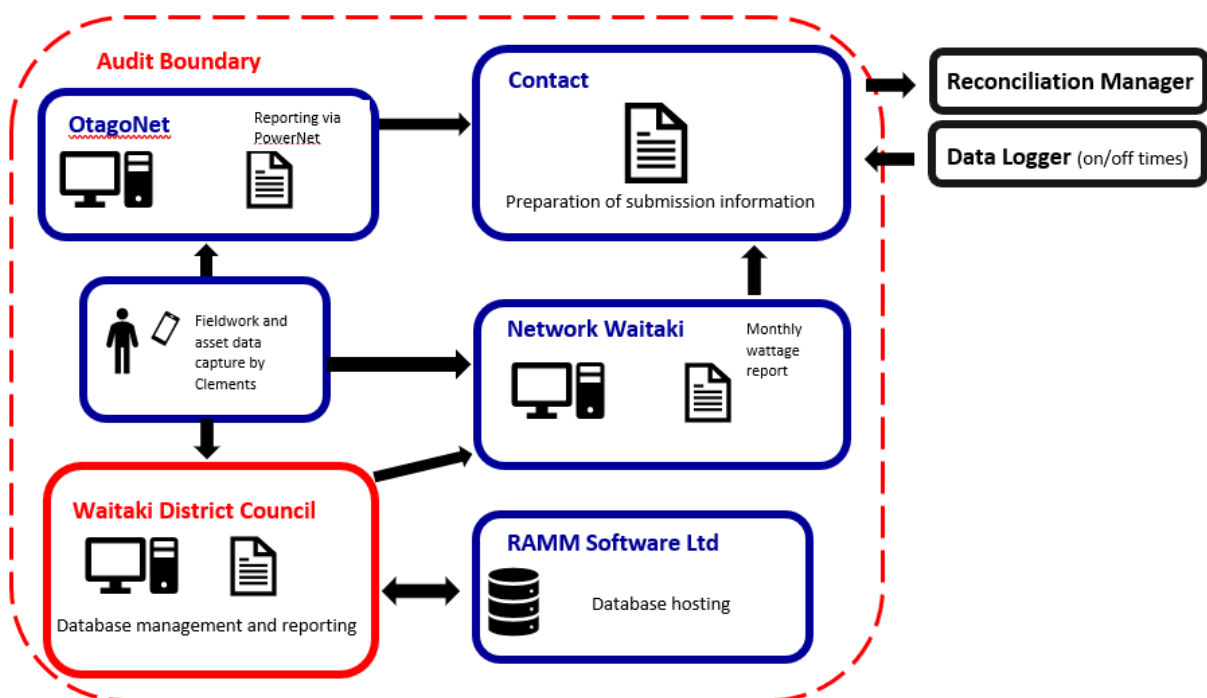 Audit Boundary
OtagoNet
Reporting via
PowerNet
Contact
Preparation of submission information
Reconciliation Manager
Data Logger (on/off times)
Fieldwork and
asset data
capture by
Clements
Network Waitaki
Monthly
wattage
report
Waitaki District Council
Database management and reporting
RAMM Software Ltd
Database hosting